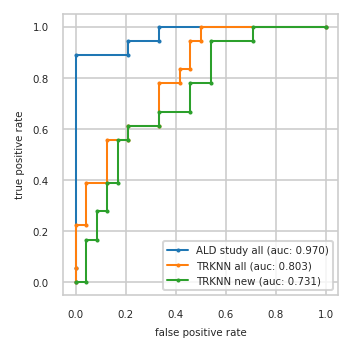 1.0
0.8
0.6
0.4
0.2
0.0
true positive rate
ALD study all (auc: 0.970)
TRKNN all (auc: 0.803)
TRKNN new (auc: 0.731)
0.0 0.2 0.4 0.6 0.8 1.0
false positive rate